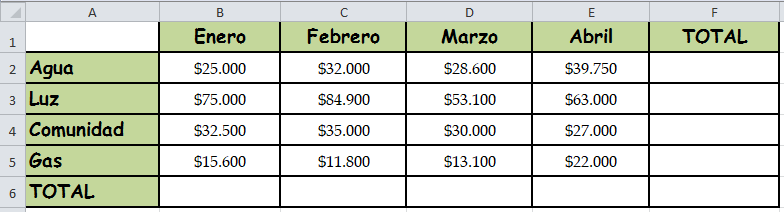 A B C D E F
1 Enero Febrero Marzo Abril TOTAL
2 Agua $25.000 $32.000 $28.600 $39.750
3 Luz $75.000 $84.900 $53.100 $63.000
4 Comunidad $32.500 $35.000 $30.000 $27.000
5 Gas $15.600 $11.800 $13.100 $22.000
6 TOTAL